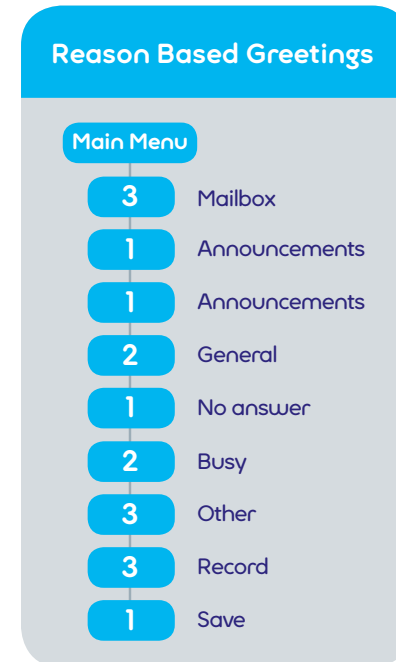 Reason Based Greetings
Main Menu
3 Mailbox
1 Announcements
1 Announcements
2 General
1 No answer
2 Busy
3 Other
3 Record
1 Save